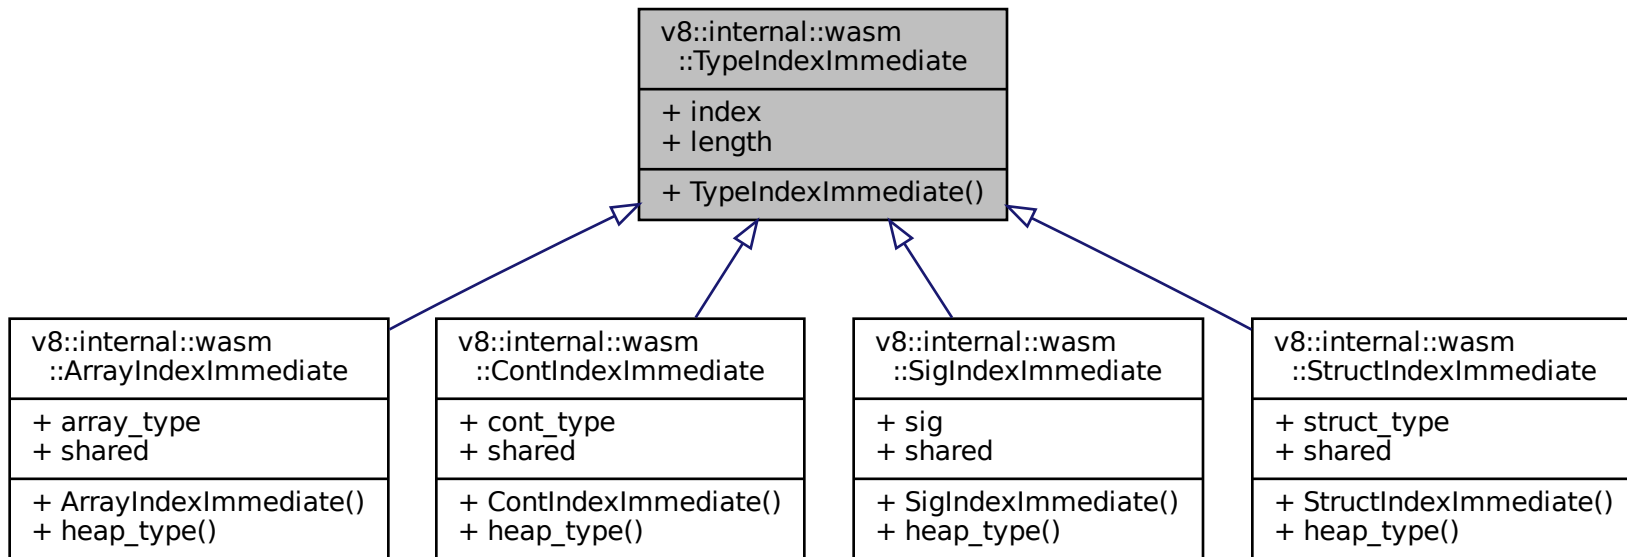 v8::internal::wasm
::TypeIndexImmediate
+ index
+ length
+ TypeIndexImmediate()
v8::internal::wasm
::ArrayIndexImmediate
+ array_type
+ shared
+ ArrayIndexImmediate()
+ heap_type()
v8::internal::wasm
::ContIndexImmediate
+ cont_type
+ shared
+ ContIndexImmediate()
+ heap_type()
v8::internal::wasm
::SigIndexImmediate
+ sig
+ shared
+ SigIndexImmediate()
+ heap_type()
v8::internal::wasm
::StructIndexImmediate
+ struct_type
+ shared
+ StructIndexImmediate()
+ heap_type()